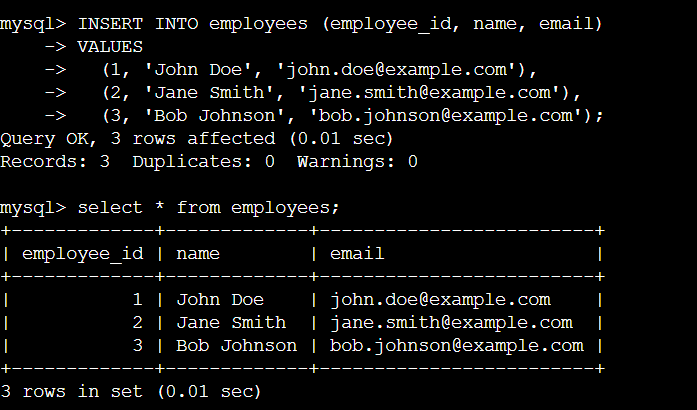 mysql> INSERT INTO employees (employee_id, name, email)
    -> VALUES
    ->   (1, 'John Doe', 'john.doe@example.com'),
    ->   (2, 'Jane Smith', 'jane.smith@example.com'),
    ->   (3, 'Bob Johnson', 'bob.johnson@example.com');
Query OK, 3 rows affected (0.01 sec)
Records: 3  Duplicates: 0  Warnings: 0

mysql> select * from employees;
+-------------+-------------+-------------------------+
| employee_id | name        | email                   |
+-------------+-------------+-------------------------+
|           1 | John Doe    | john.doe@example.com    |
|           2 | Jane Smith  | jane.smith@example.com  |
|           3 | Bob Johnson | bob.johnson@example.com |
+-------------+-------------+-------------------------+
3 rows in set (0.01 sec)